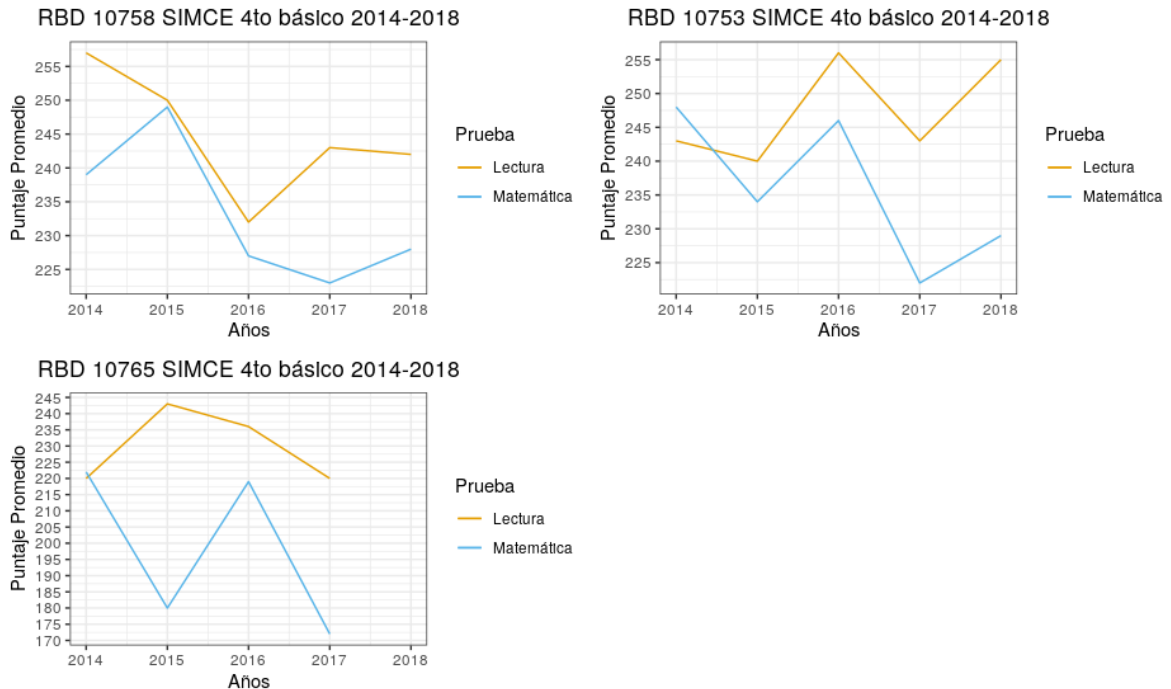 RBD 10758 SIMCE 4to básico 2014-2018
255
250
245
240
235
230
225
Puntaje Promedio
2014 2015 2016 2017 2018
Años
Prueba
Lectura
Matemática
RBD 10753 SIMCE 4to básico 2014-2018
255
250
245
240
235
230
225
Puntaje Promedio
2014 2015 2016 2017 2018
Años
Prueba
Lectura
Matemática
RBD 10765 SIMCE 4to básico 2014-2018
245
240
235
230
225
220
215
210
205
200
195
190
185
180
175
170
Puntaje Promedio
2014 2015 2016 2017 2018
Años
Prueba
Lectura
Matemática